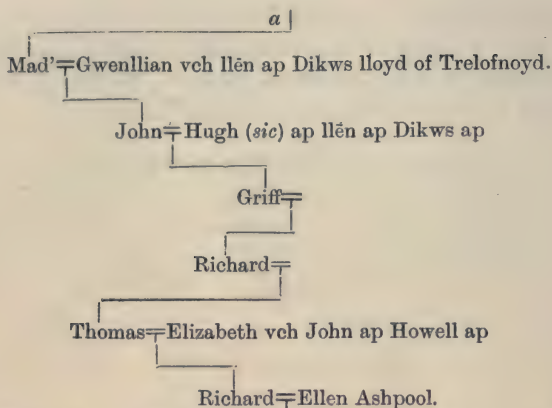 a
Mad'=Gwenllian vch llēn ap Dikws lloyd of Trelofnoyd.
John=Hugh (sic) ap llēn ap Dikws ap
Griff=
Richard=
Thomas=Elizabeth vch John ap Howell ap
Richard=Ellen Ashpool.